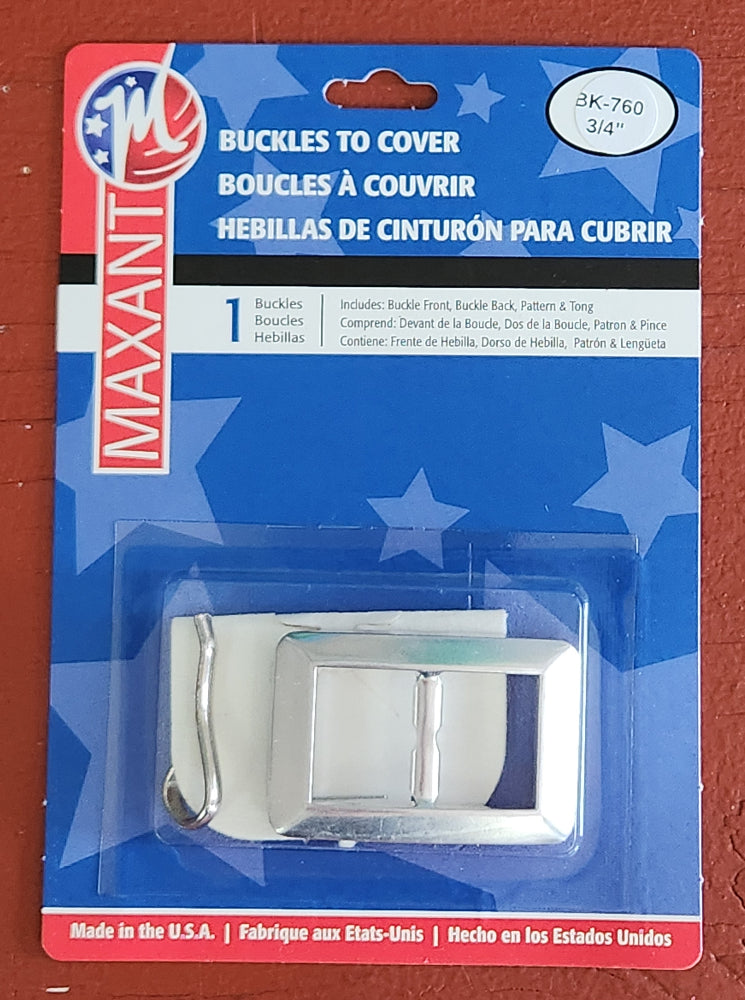 M
MAXANT
BK-760
3/4"
BUCKLES TO COVER
BOUCLES À COUVRIR
HEBILLAS DE CINTURÓN PARA CUBRIR
1
Buckles
Boucles
Hebillas
Includes: Buckle Front, Buckle Back, Pattern & Tong
Comprend: Devant de la Boucle, Dos de la Boucle, Patron & Pince
Contiene: Frente de Hebilla, Dorso de Hebilla, Patrón & Lengüeta
Made in the U.S.A. | Fabrique aux Etats-Unis | Hecho en los Estados Unidos